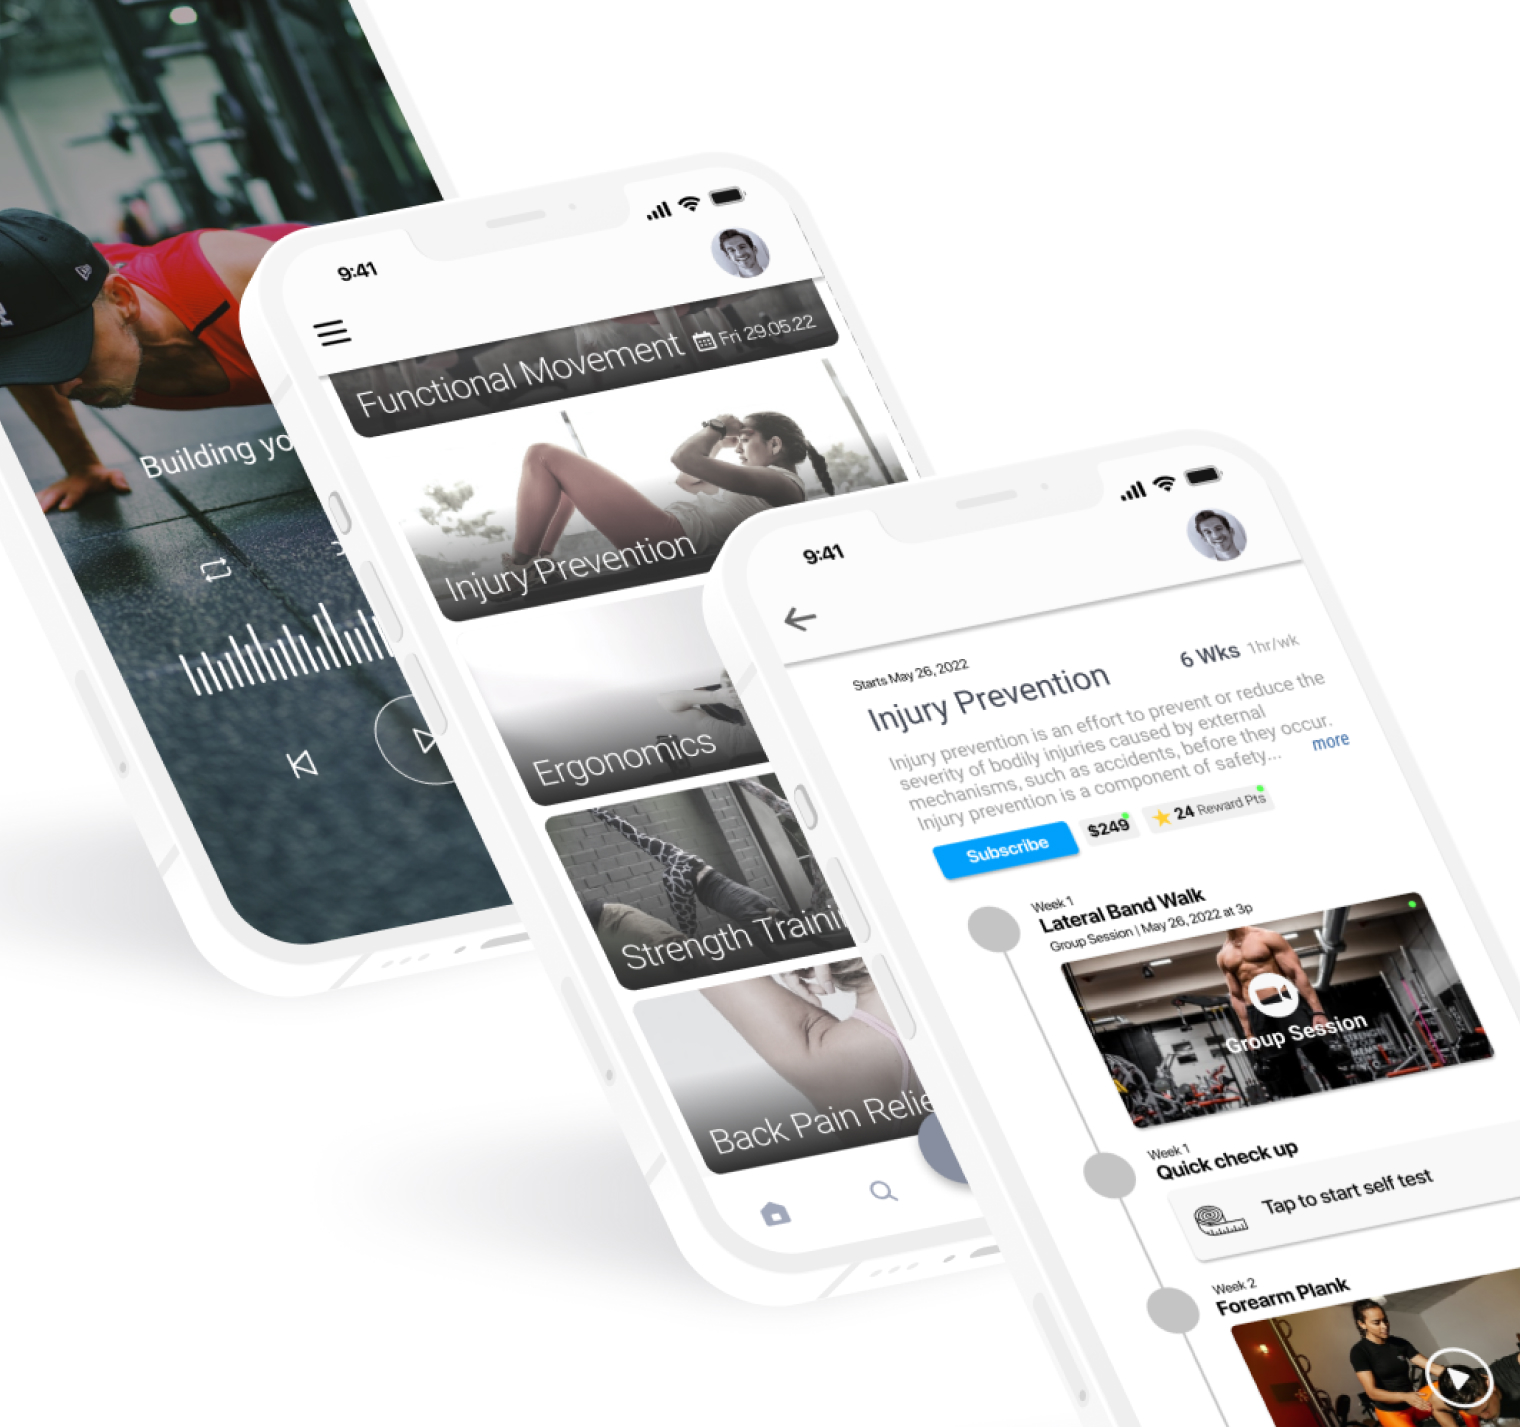 Building yo
9:41
Functional Movement
Fri 29.05.22
Injury Prevention
Ergonomics
Strength Traini
Back Pain Relie
9:41
Starts May 26, 2022
Injury Prevention
6 Wks 1hr/wk
Injury prevention is an effort to prevent or reduce the
severity of bodily injuries caused by external
mechanisms, such as accidents, before they occur.
Injury prevention is a component of safety...
more
Subscribe
$249
24 Reward Pts
Week 1
Lateral Band Walk
Group Session | May 26, 2022 at 3p
Group Session
Week 1
Quick check up
Tap to start self test
Week 2
Forearm Plank